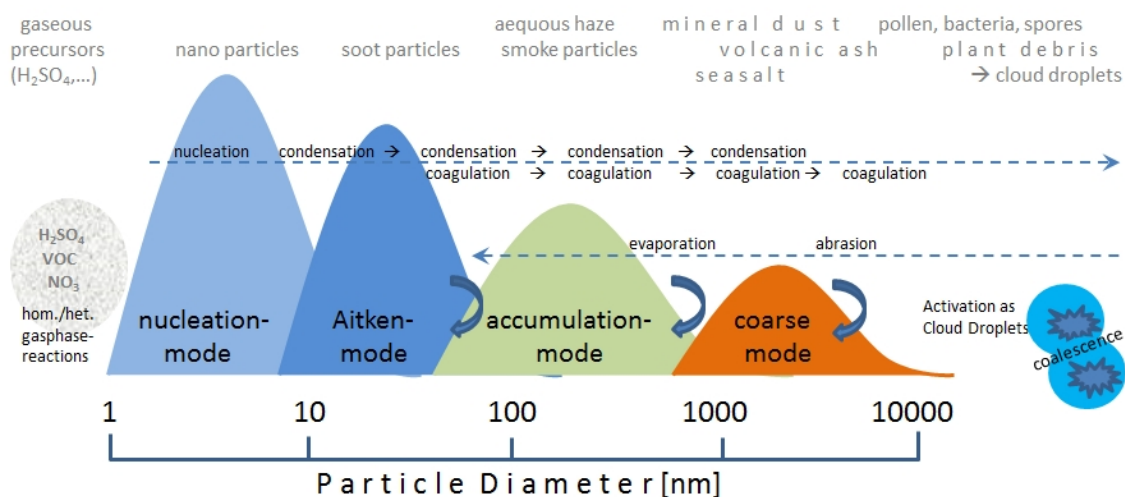 gaseous
precursors
(H₂SO₄,...)
nano particles
soot particles
aequous haze
smoke particles
mineral dust
volcanic ash
seasalt
pollen, bacteria, spores
plant debris
→ cloud droplets
nucleation condensation → condensation → condensation → condensation
coagulation → coagulation → coagulation → coagulation
evaporation abrasion
H₂SO₄
VOC
NO₃
hom./het.
gasphase-
reactions
nucleation-
mode
Aitken-
mode
accumulation-
mode
coarse
mode
Activation as
Cloud Droplets
coalescence
1 10 100 1000 10000
Particle Diameter[nm]